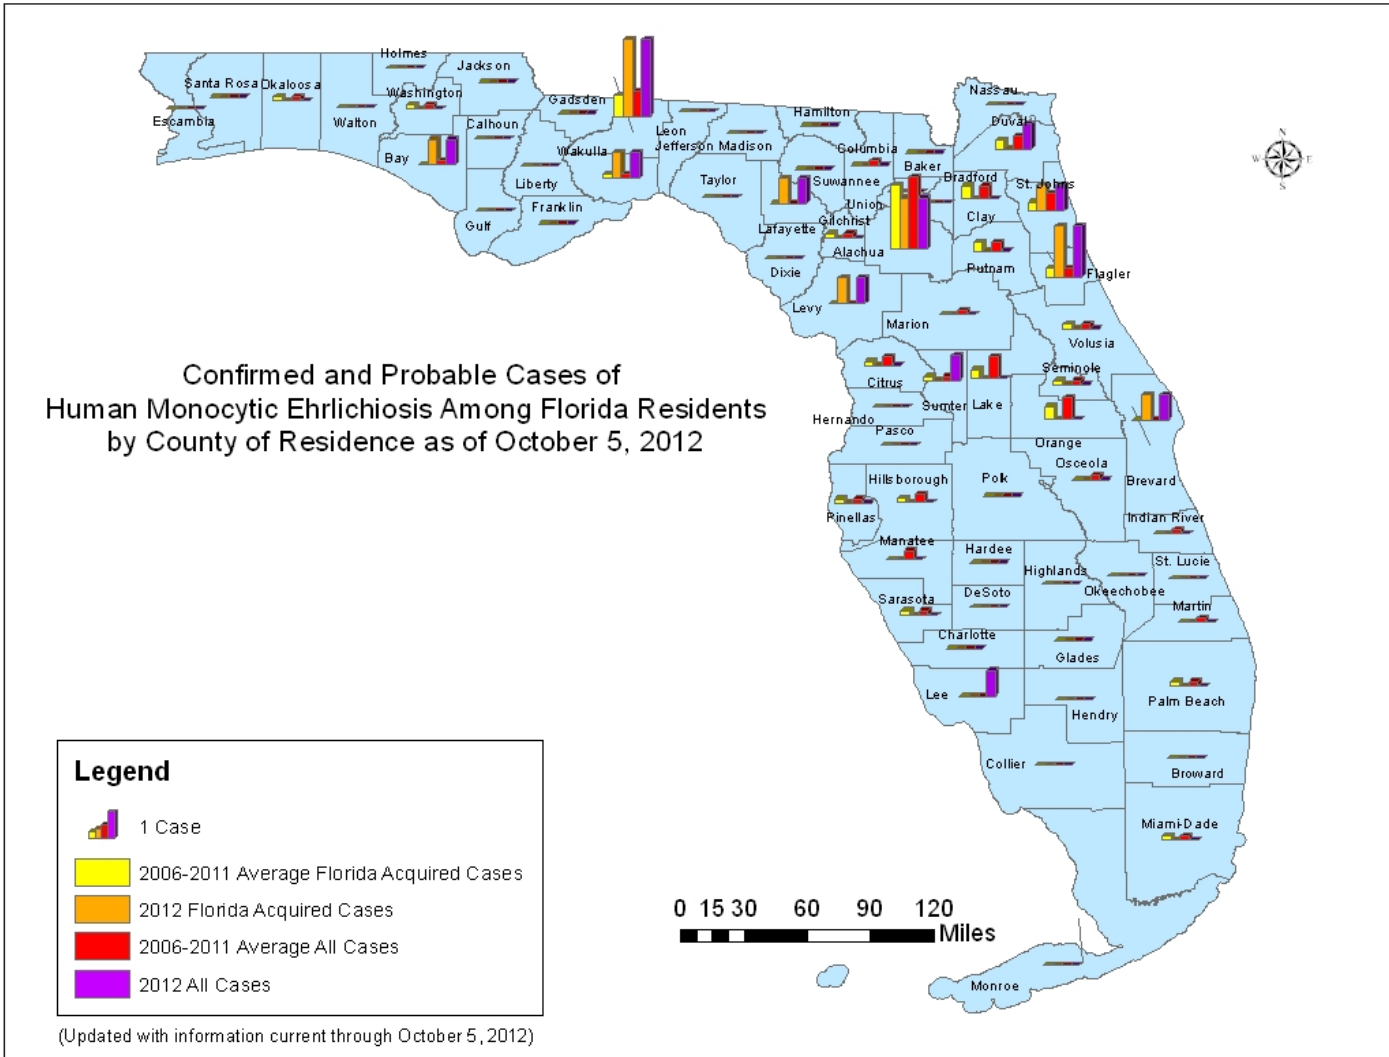 Holmes
Jackson
Santa Rosa
Okaloosa
Washington
Escambia
Walton
Calhoun
Bay
Gadsden
Leon
Jefferson
Madison
Hamilton
Nassau
Duval
Wakulla
Liberty
Taylor
Suwannee
Columbia
Baker
Bradford
St. Johns
Union
Clay
Gulf
Franklin
Lafayette
Gilchrist
Alachua
Dixie
Putnam
Flagler
Levy
Marion
Volusia
Citrus
Seminole
Sumter
Lake
Hernando
Orange
Pasco
Osceola
Hillsborough
Polk
Brevard
Pinellas
Indian River
Manatee
Hardee
Highlands
St. Lucie
Okeechobee
Sarasota
DeSoto
Martin
Charlotte
Glades
Lee
Palm Beach
Hendry
Collier
Broward
Miami-Dade
Monroe
N
W
E
S
Confirmed and Probable Cases of
Human Monocytic Ehrlichiosis Among Florida Residents
by County of Residence as of October 5, 2012
Legend
1 Case
2006-2011 Average Florida Acquired Cases
2012 Florida Acquired Cases
2006-2011 Average All Cases
2012 All Cases
(Updated with information current through October 5, 2012)
0 15 30 60 90 120
Miles